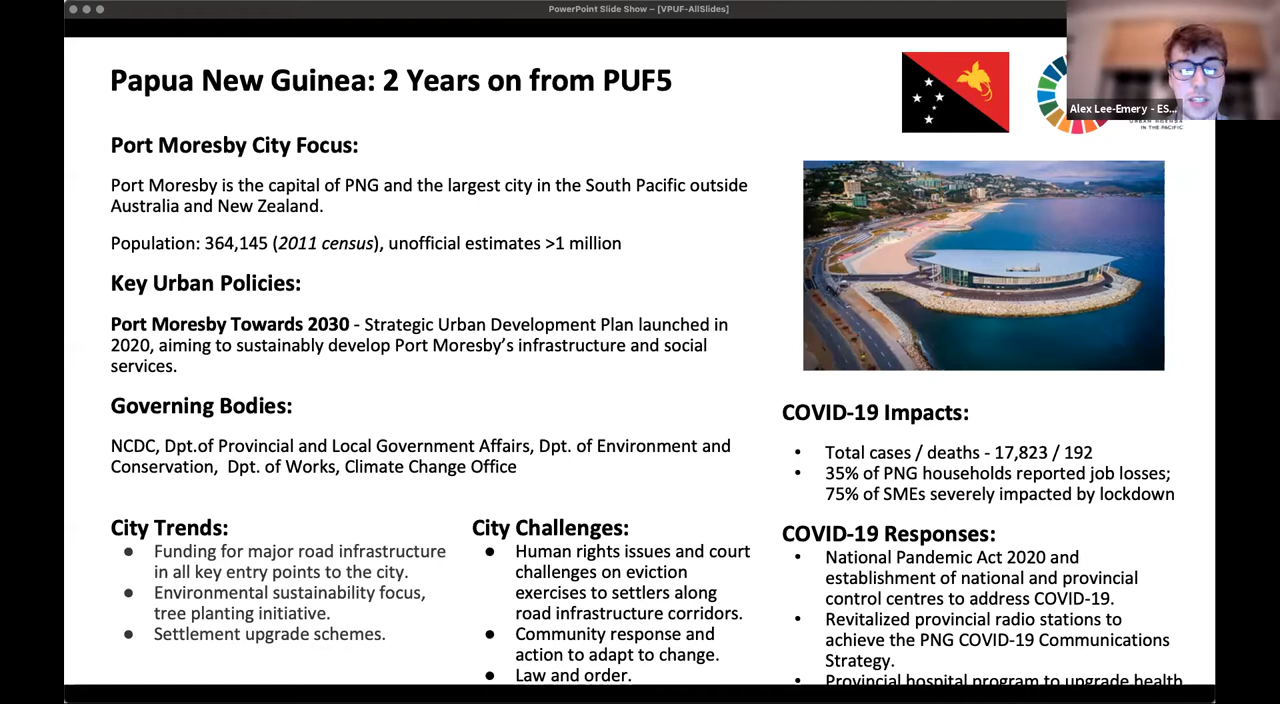 PowerPoint Slide Show – [VPUF-AllSlides]
Papua New Guinea: 2 Years on from PUF5
Alex Lee-Emery - ES...
URBAN AGENDA
IN THE PACIFIC
Port Moresby City Focus:
Port Moresby is the capital of PNG and the largest city in the South Pacific outside
Australia and New Zealand.
Population: 364,145 (2011 census), unofficial estimates >1 million
Key Urban Policies:
Port Moresby Towards 2030 - Strategic Urban Development Plan launched in
2020, aiming to sustainably develop Port Moresby’s infrastructure and social
services.
Governing Bodies:
NCDC, Dpt.of Provincial and Local Government Affairs, Dpt. of Environment and
Conservation, Dpt. of Works, Climate Change Office
City Trends:
● Funding for major road infrastructure
in all key entry points to the city.
● Environmental sustainability focus,
tree planting initiative.
● Settlement upgrade schemes.
City Challenges:
● Human rights issues and court
challenges on eviction
exercises to settlers along
road infrastructure corridors.
● Community response and
action to adapt to change.
● Law and order.
COVID-19 Impacts:
• Total cases / deaths - 17,823 / 192
• 35% of PNG households reported job losses;
75% of SMEs severely impacted by lockdown
COVID-19 Responses:
• National Pandemic Act 2020 and
establishment of national and provincial
control centres to address COVID-19.
• Revitalized provincial radio stations to
achieve the PNG COVID-19 Communications
Strategy.
• Provincial hospital program to upgrade health